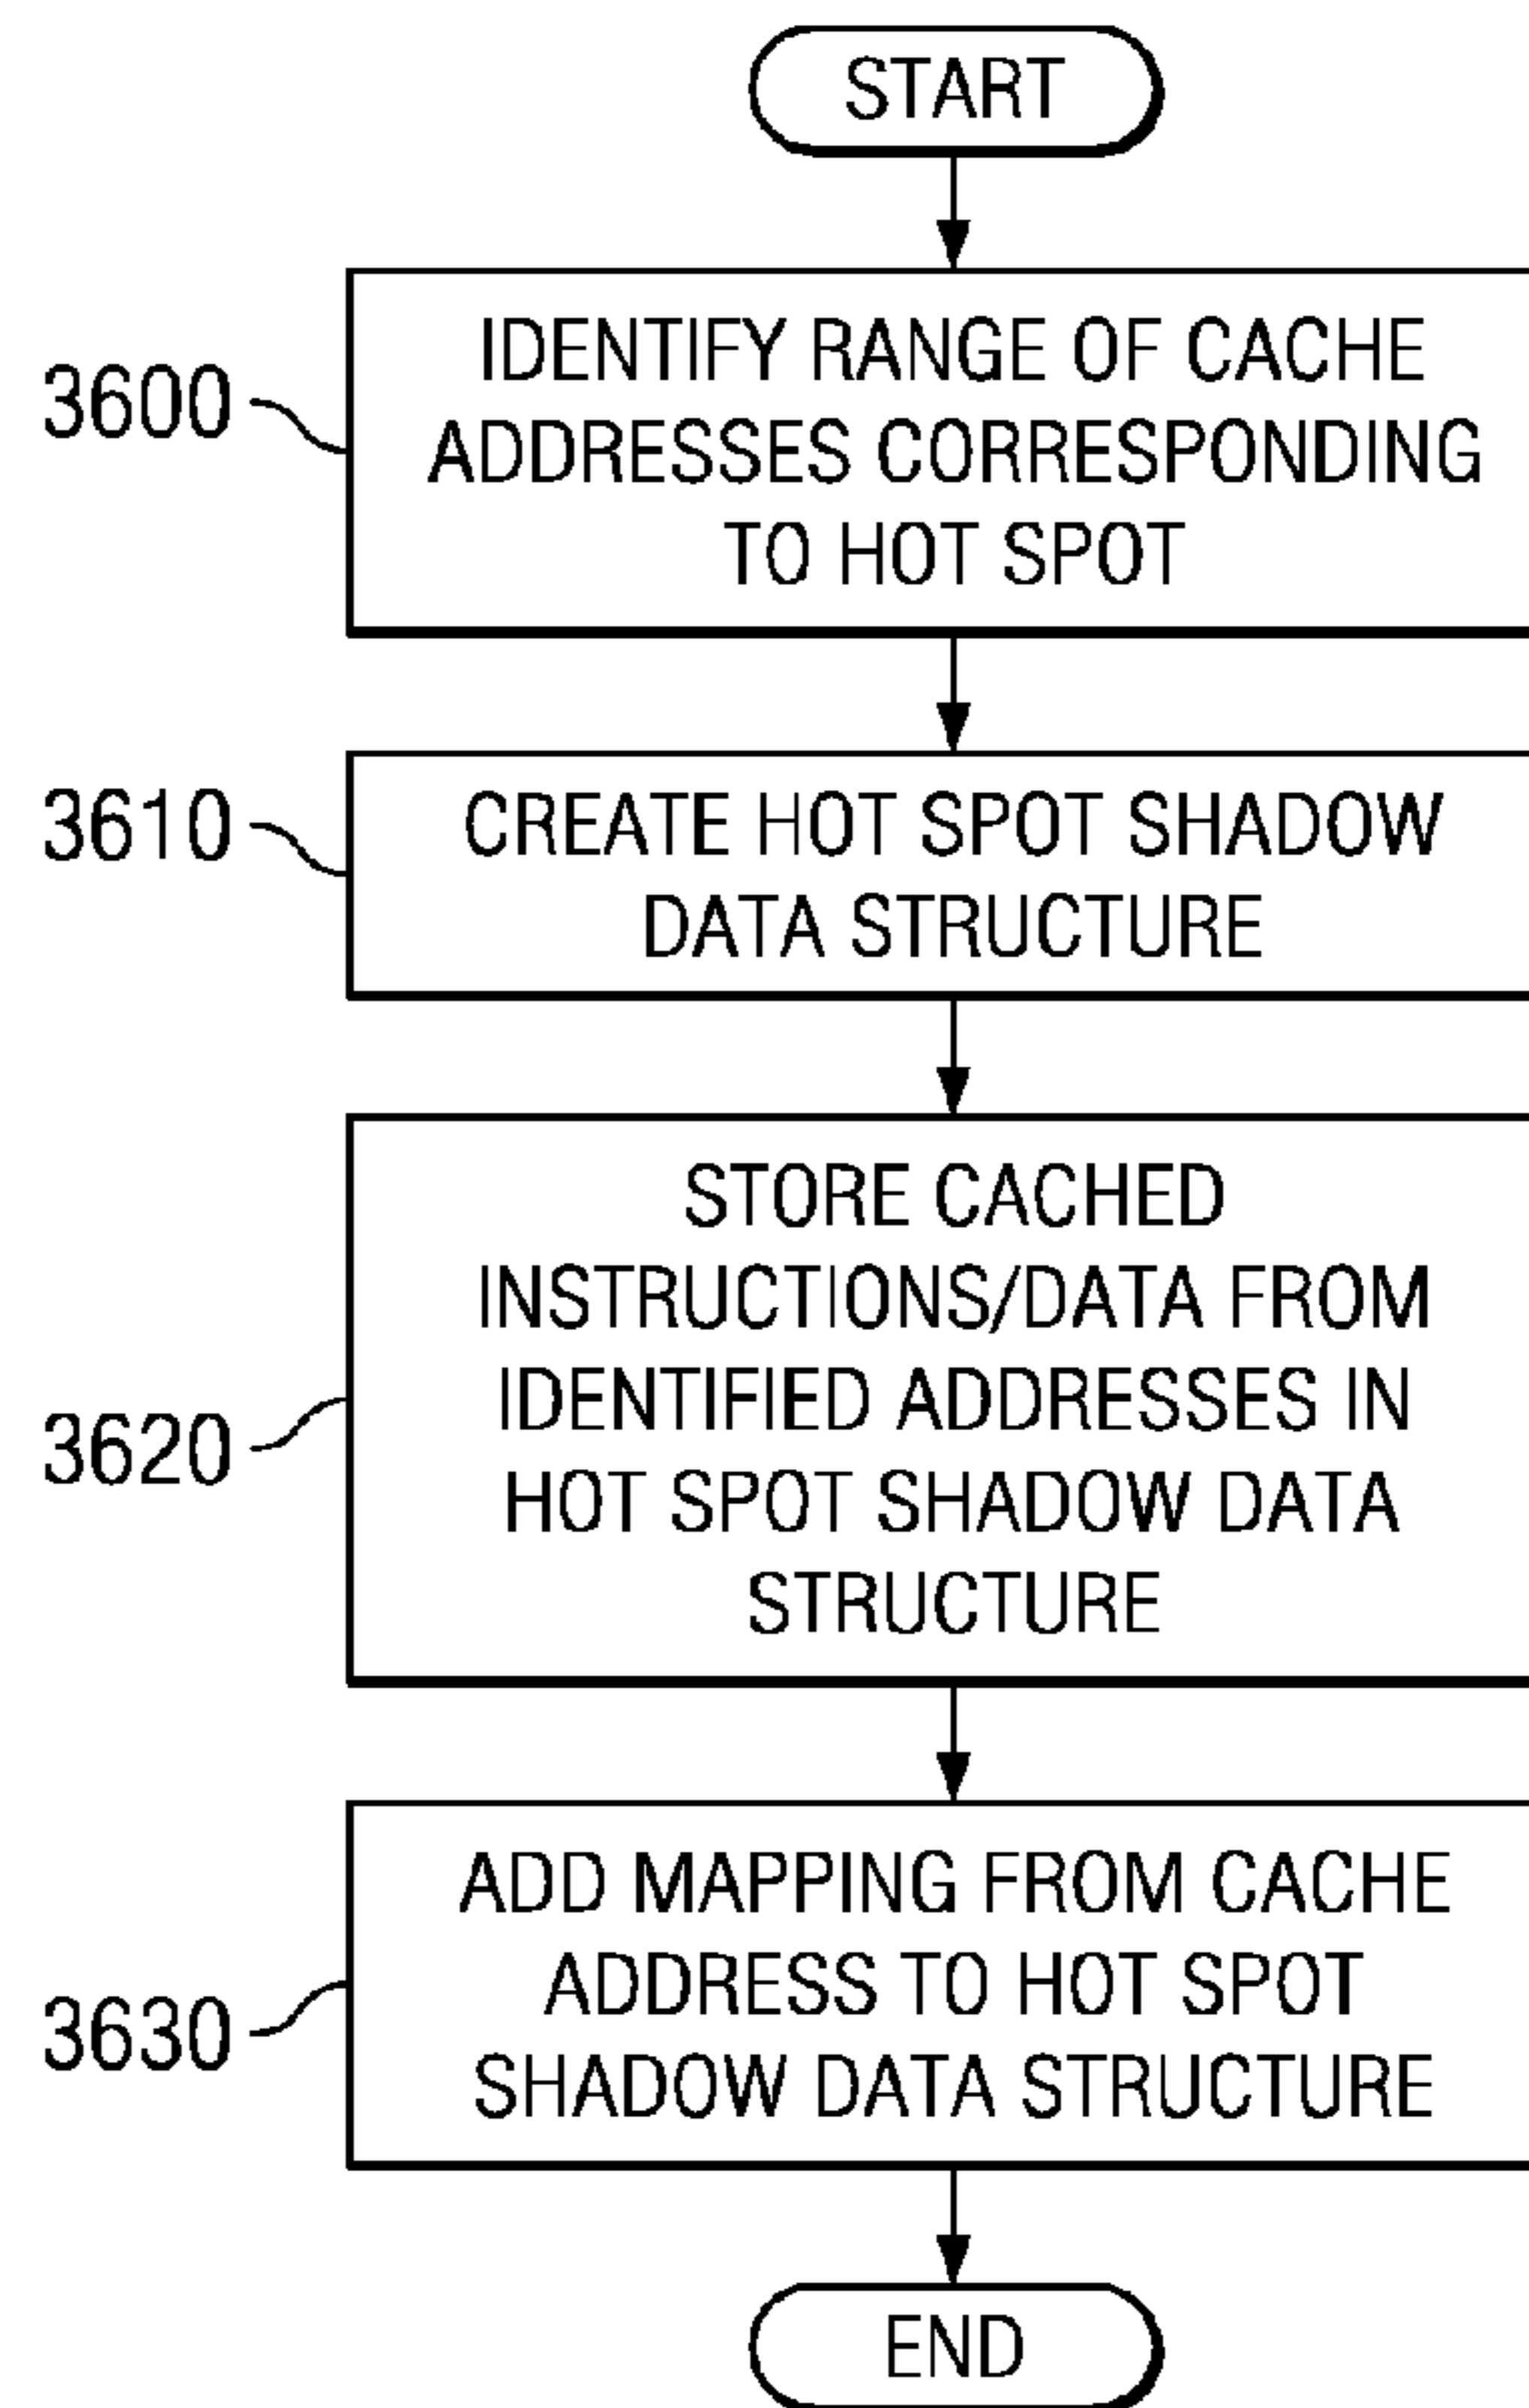 START
3600
IDENTIFY RANGE OF CACHE
ADDRESSES CORRESPONDING
TO HOT SPOT
3610
CREATE HOT SPOT SHADOW
DATA STRUCTURE
3620
STORE CACHED
INSTRUCTIONS/DATA FROM
IDENTIFIED ADDRESSES IN
HOT SPOT SHADOW DATA
STRUCTURE
3630
ADD MAPPING FROM CACHE
ADDRESS TO HOT SPOT
SHADOW DATA STRUCTURE
END